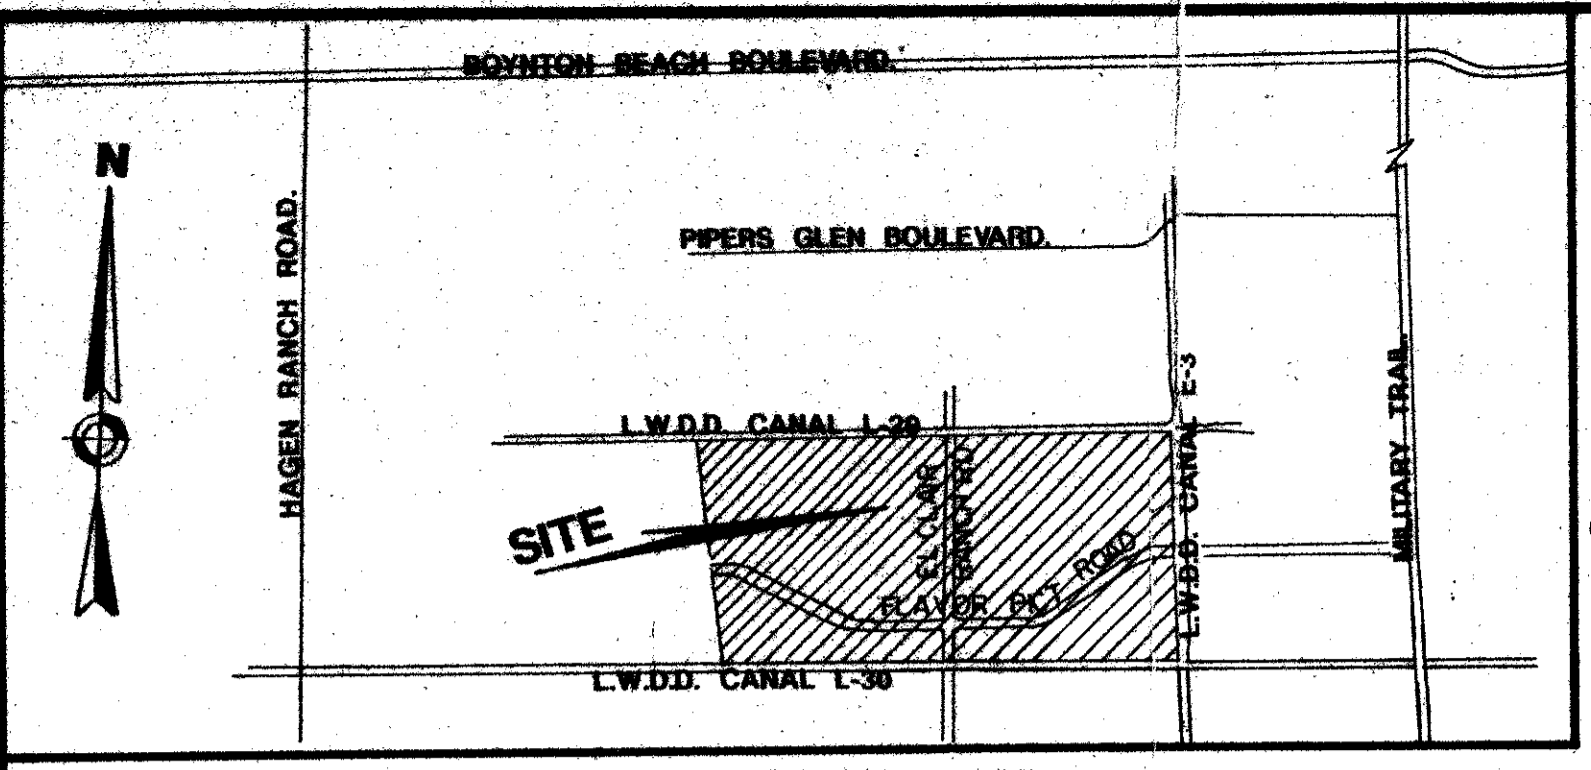 BOYNTON BEACH BOULEVARD.
N
HAGEN RANCH ROAD.
PIPERS GLEN BOULEVARD.
L.W.D.D. CANAL L-29
L.W.D.D. CANAL E-3
MILITARY TRAIL.
SITE
EL CLAIR
RANCH RD.
FLAVOR PICT ROAD
L.W.D.D. CANAL L-30